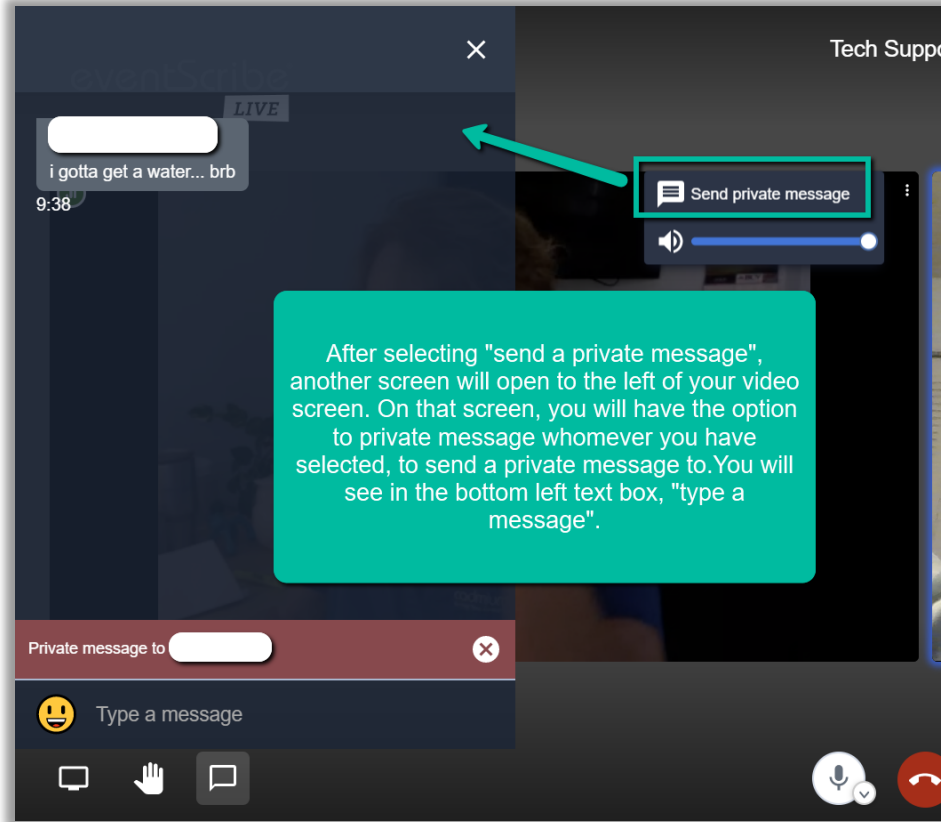 Tech Suppo
eventScribe
LIVE
i gotta get a water... brb
9:38
Send private message
After selecting "send a private message",
another screen will open to the left of your video
screen. On that screen, you will have the option
to private message whomever you have
selected, to send a private message to.You will
see in the bottom left text box, "type a
message".
Private message to
Type a message